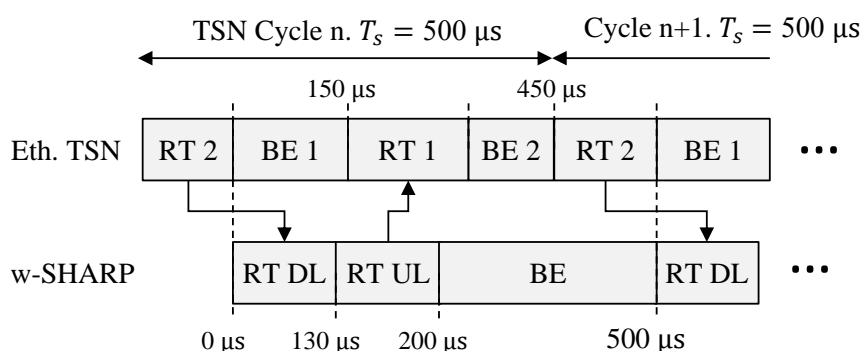 TSN Cycle n. $T_s$ = 500 μs
Cycle n+1. $T_s$ = 500 μs
150 μs
450 μs
Eth. TSN
RT 2
BE 1
RT 1
BE 2
RT 2
BE 1
•••
w-SHARP
RT DL
RT UL
BE
RT DL
•••
0 μs
130 μs
200 μs
500 μs